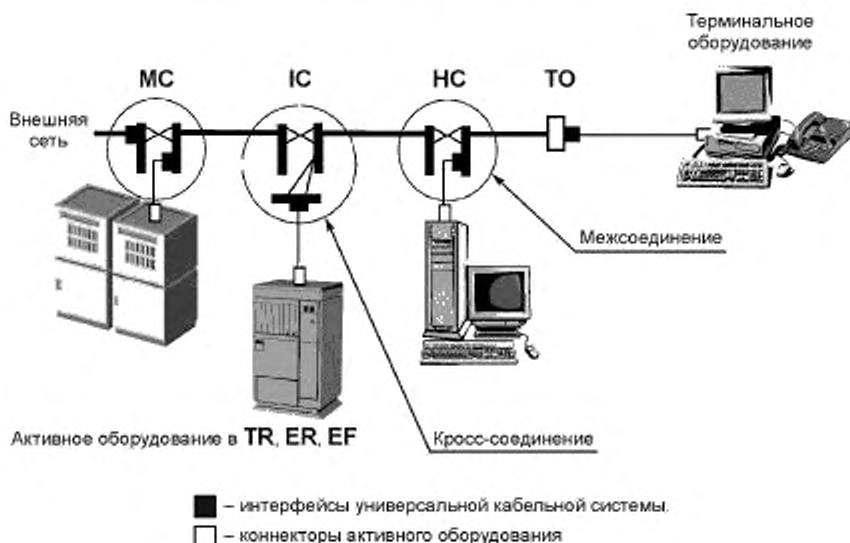 Терминальное
оборудование
MC
IC
HC
TO
Внешняя
сеть
Межсоединение
Активное оборудование в TR, ER, EF
Кросс-соединение
– интерфейсы универсальной кабельной системы.
– коннекторы активного оборудования